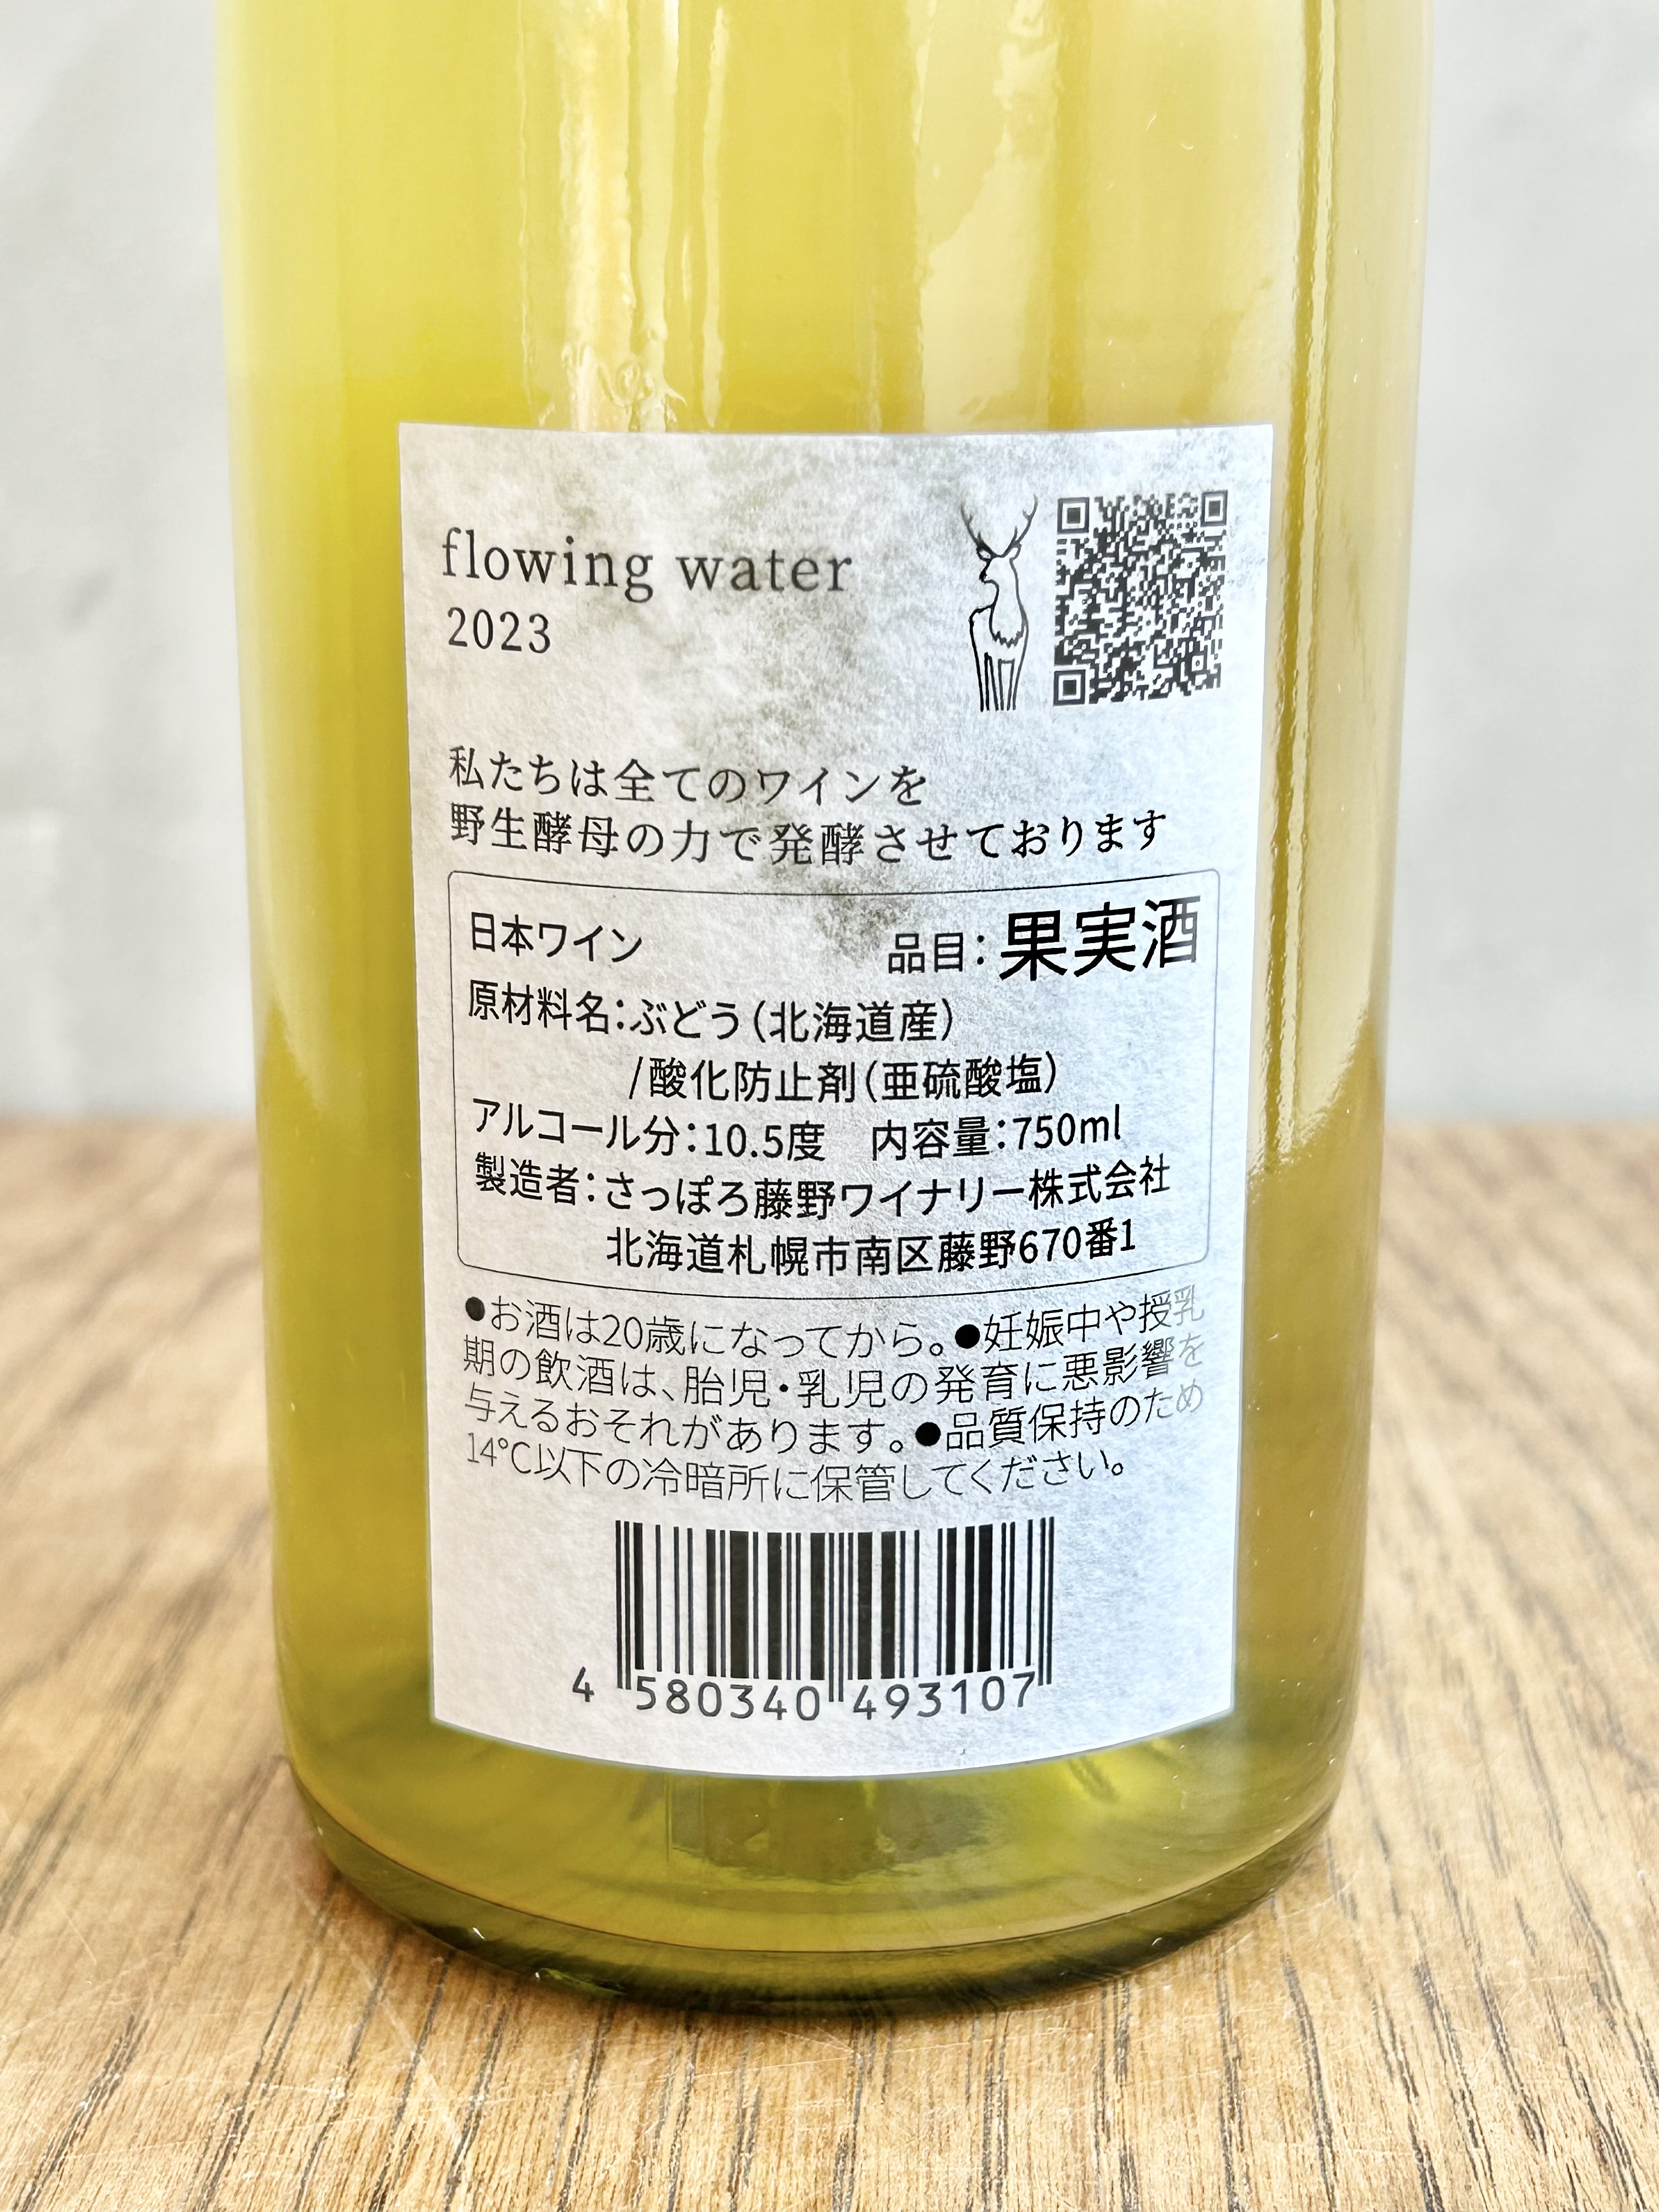 flowing water
2023
私たちは全てのワインを
野生酵母の力で発酵させております
日本ワイン 品目：果実酒
原材料名：ぶどう（北海道産）
/酸化防止剤（亜硫酸塩）
アルコール分：10.5度　内容量：750ml
製造者：さっぽろ藤野ワイナリー株式会社
北海道札幌市南区藤野670番1
●お酒は20歳になってから。●妊娠中や授乳
期の飲酒は、胎児・乳児の発育に悪影響を
与えるおそれがあります。●品質保持のため
14℃以下の冷暗所に保管してください。
4 580340 493107